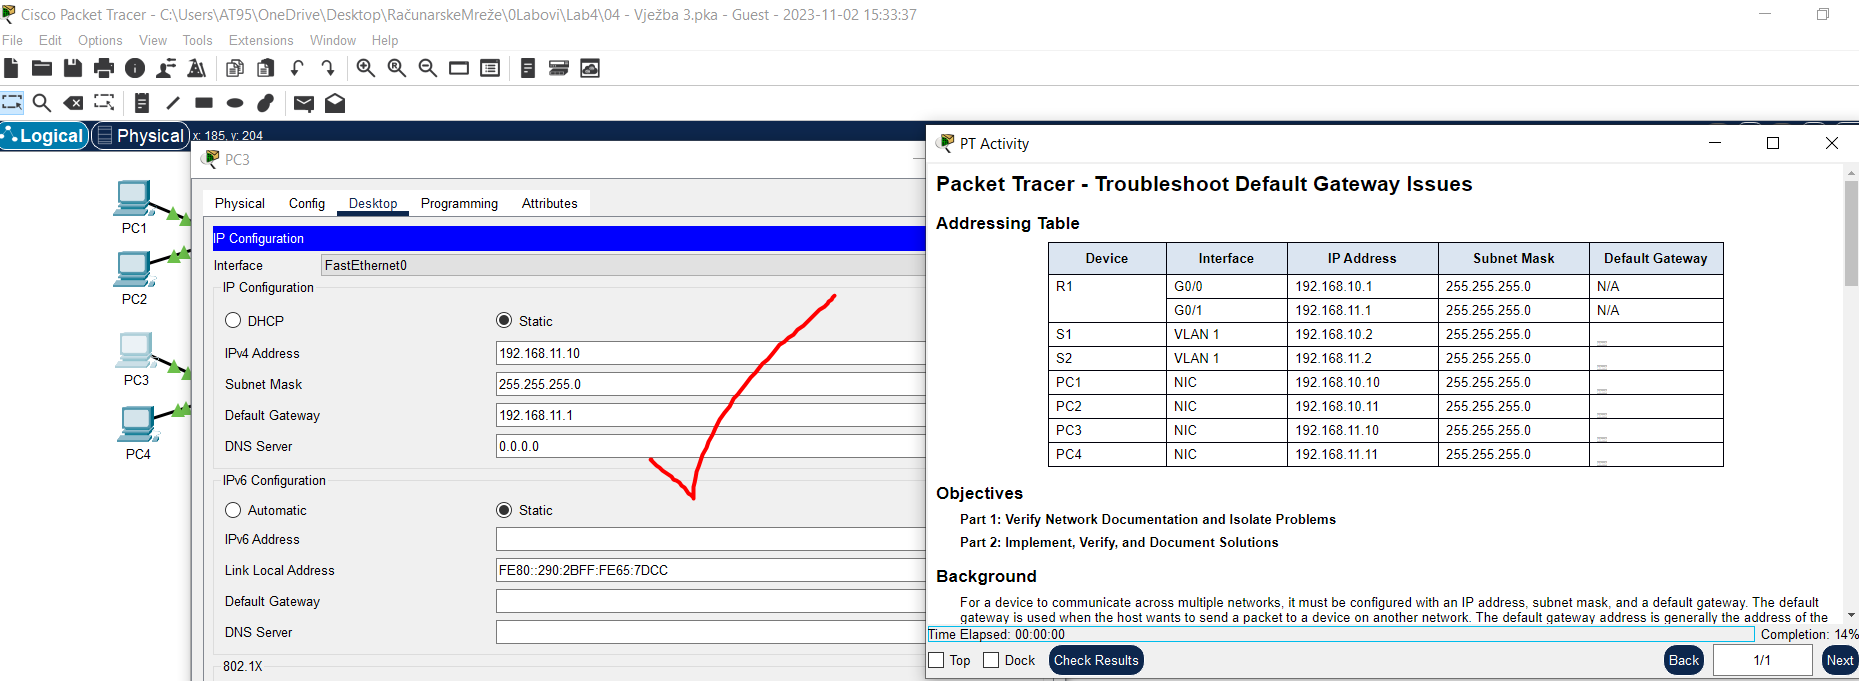 Cisco Packet Tracer - C:\Users\AT95\OneDrive\Desktop\RačunarskeMreže\0Labovi\Lab4\04 - Vježba 3.pka - Guest - 2023-11-02 15:33:37
File Edit Options View Tools Extensions Window Help
Logical Physical x: 185, y: 204
PC1
PC2
PC3
PC4
PC3
Physical Config Desktop Programming Attributes
IP Configuration
Interface FastEthernet0
IP Configuration
DHCP Static
IPv4 Address 192.168.11.10
Subnet Mask 255.255.255.0
Default Gateway 192.168.11.1
DNS Server 0.0.0.0
IPv6 Configuration
Automatic Static
IPv6 Address
Link Local Address FE80::290:2BFF:FE65:7DCC
Default Gateway
DNS Server
802.1X
PT Activity
Packet Tracer - Troubleshoot Default Gateway Issues
Addressing Table
Device Interface IP Address Subnet Mask Default Gateway
R1 G0/0 192.168.10.1 255.255.255.0 N/A
G0/1 192.168.11.1 255.255.255.0 N/A
S1 VLAN 1 192.168.10.2 255.255.255.0
S2 VLAN 1 192.168.11.2 255.255.255.0
PC1 NIC 192.168.10.10 255.255.255.0
PC2 NIC 192.168.10.11 255.255.255.0
PC3 NIC 192.168.11.10 255.255.255.0
PC4 NIC 192.168.11.11 255.255.255.0
Objectives
Part 1: Verify Network Documentation and Isolate Problems
Part 2: Implement, Verify, and Document Solutions
Background
For a device to communicate across multiple networks, it must be configured with an IP address, subnet mask, and a default gateway. The default
gateway is used when the host wants to send a packet to a device on another network. The default gateway address is generally the address of the
Time Elapsed: 00:00:00 Completion: 14%
Top Dock Check Results Back 1/1 Next